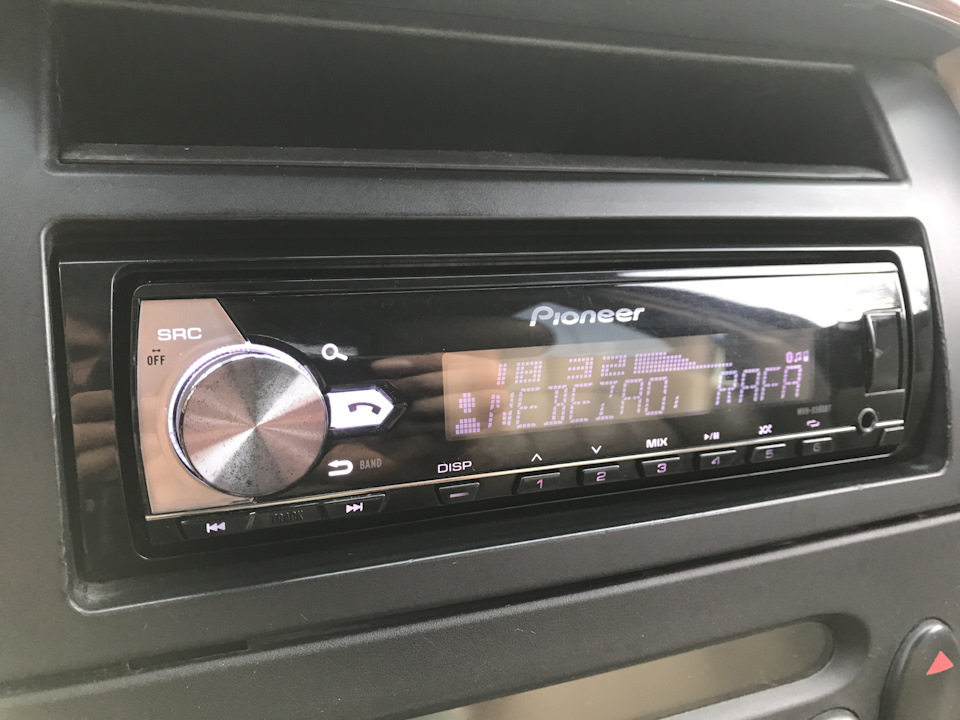 Pioneer
SRC
OFF
18 32
NEBEZAO, RAFA
BAND
DISP
MIX
TRACK
1 2 3 4 5 6